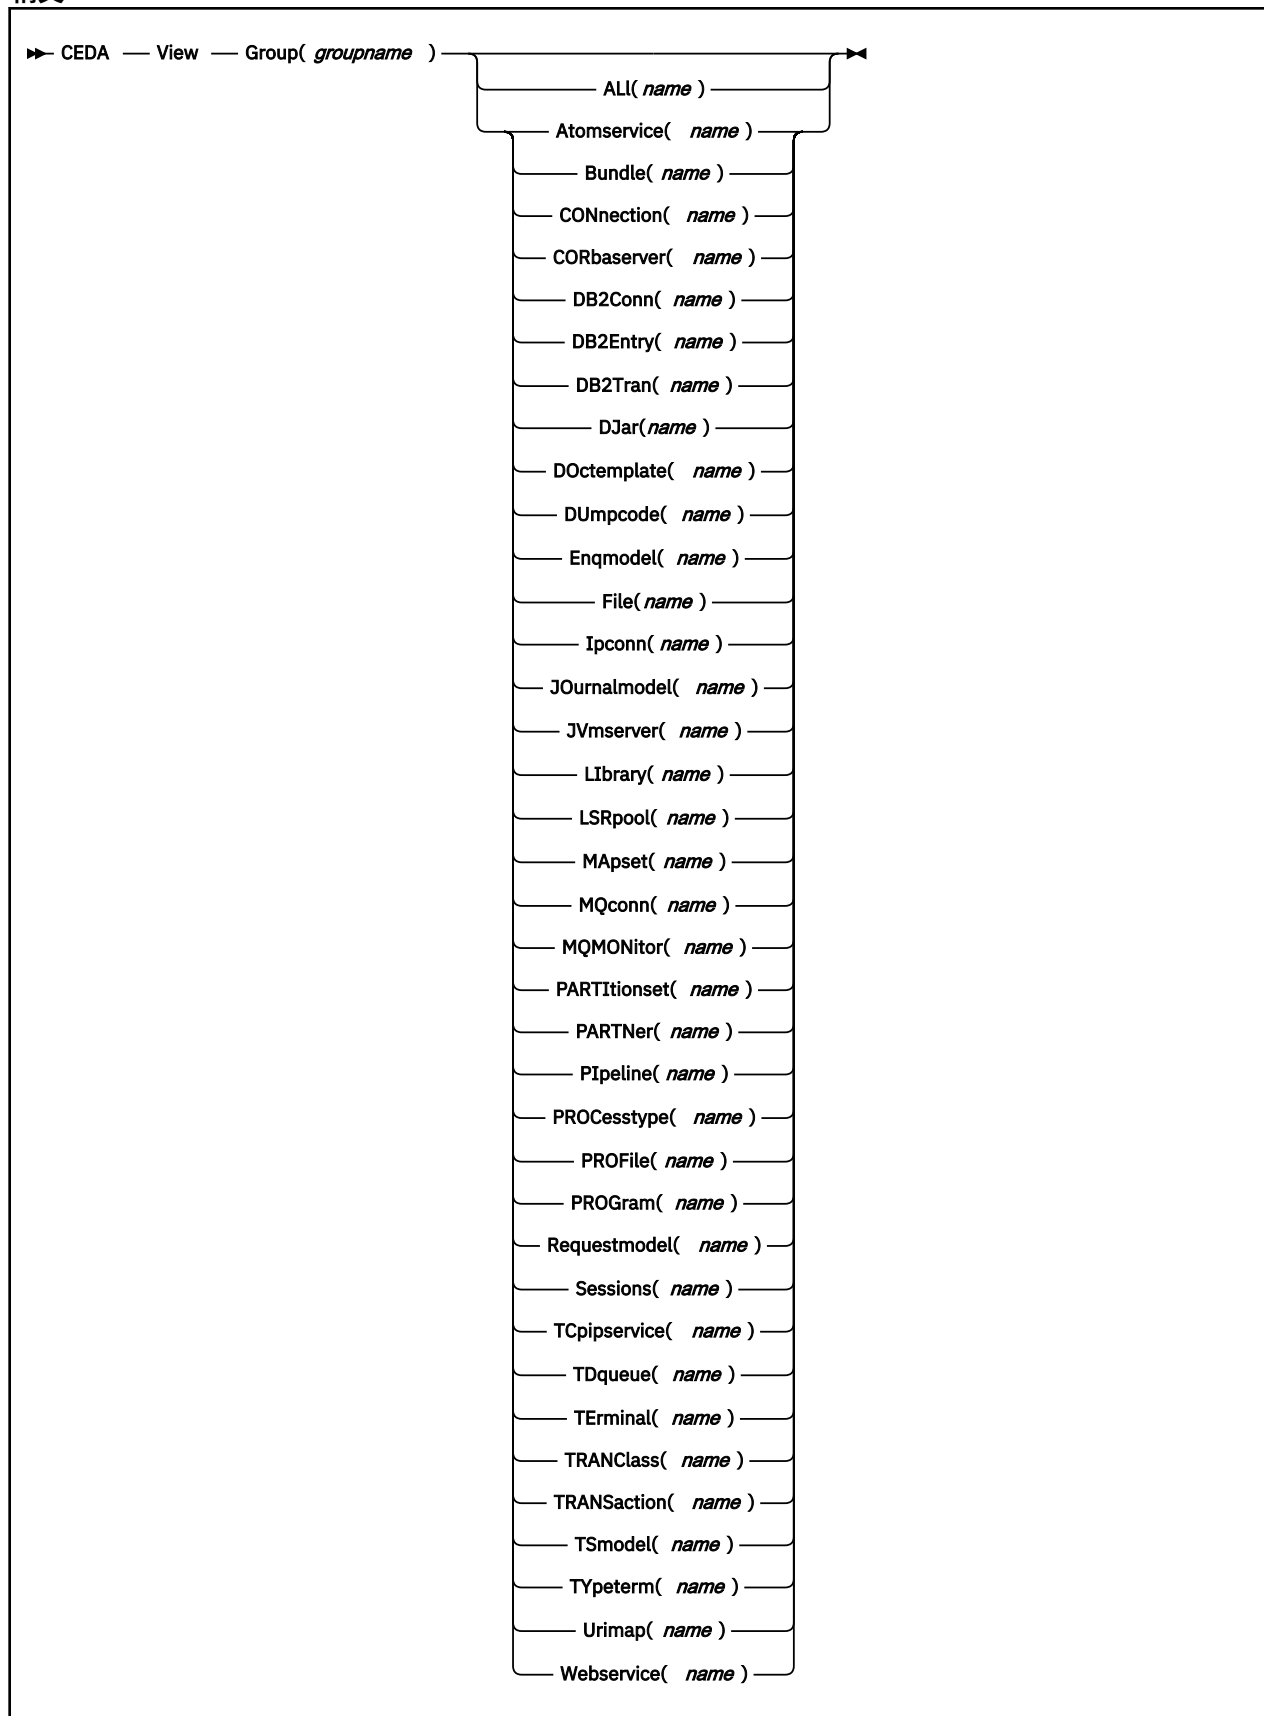 CEDA View Group( groupname )
ALl( name )
Atomservice( name )
Bundle( name )
CONnection( name )
CORbaserver( name )
DB2Conn( name )
DB2Entry( name )
DB2Tran( name )
DJar(name )
DOctemplate( name )
DUmpcode( name )
Enqmodel( name )
File( name )
Ipconn( name )
JOurnalmodel( name )
JVmserver( name )
LIbrary( name )
LSRpool( name )
MApset( name )
MQconn( name )
MQMONitor( name )
PARTItionset( name )
PARTNer( name )
PIpeline( name )
PROCesstype( name )
PROFile( name )
PROGram( name )
Requestmodel( name )
Sessions( name )
TCpipservice( name )
TDqueue( name )
TErminal( name )
TRANClass( name )
TRANSaction( name )
TSmodel( name )
TYpeterm( name )
Urimap( name )
Webservice( name )